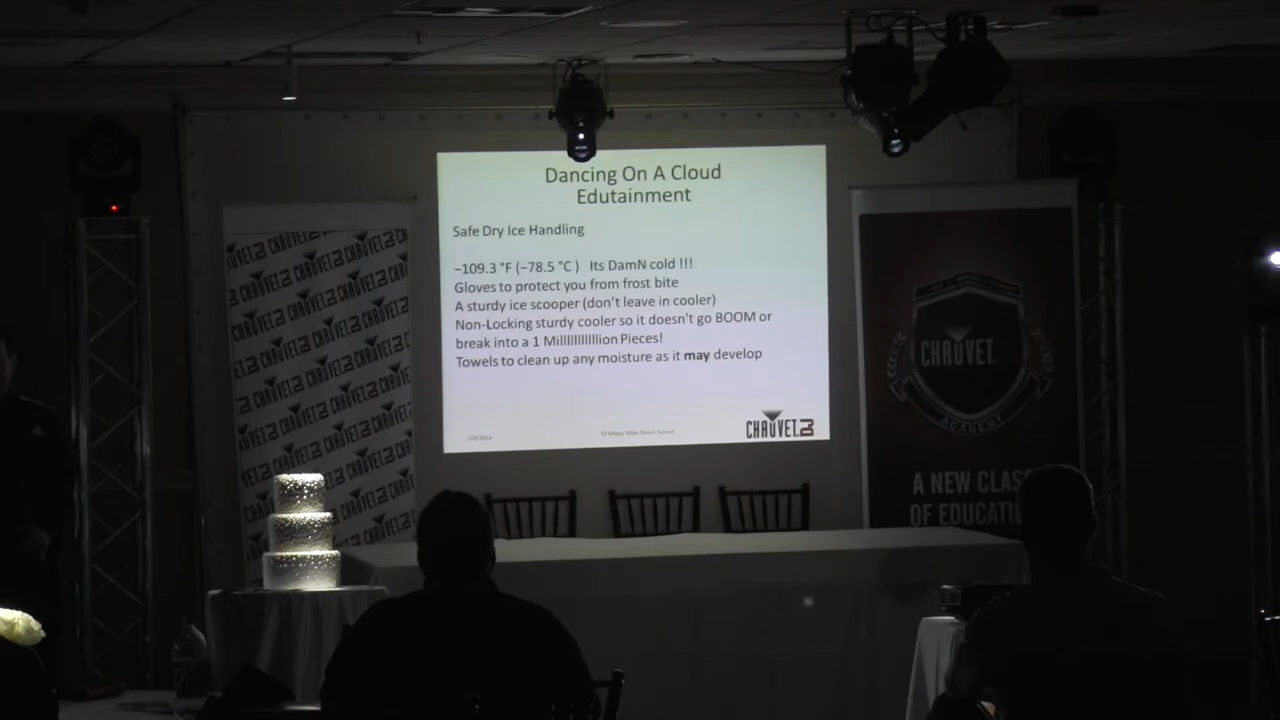 Dancing On A Cloud
Edutainment
Safe Dry Ice Handling
−109.3 °F (−78.5 °C ) Its DamN cold !!!
Gloves to protect you from frost bite
A sturdy ice scooper (don't leave in cooler)
Non-Locking sturdy cooler so it doesn't go BOOM or
break into a 1 Milllllllllllion Pieces!
Towels to clean up any moisture as it may develop
CHAUVET
CHAUVET
CHAUVET
ACADEMY
A NEW CLAS
OF EDUCATI